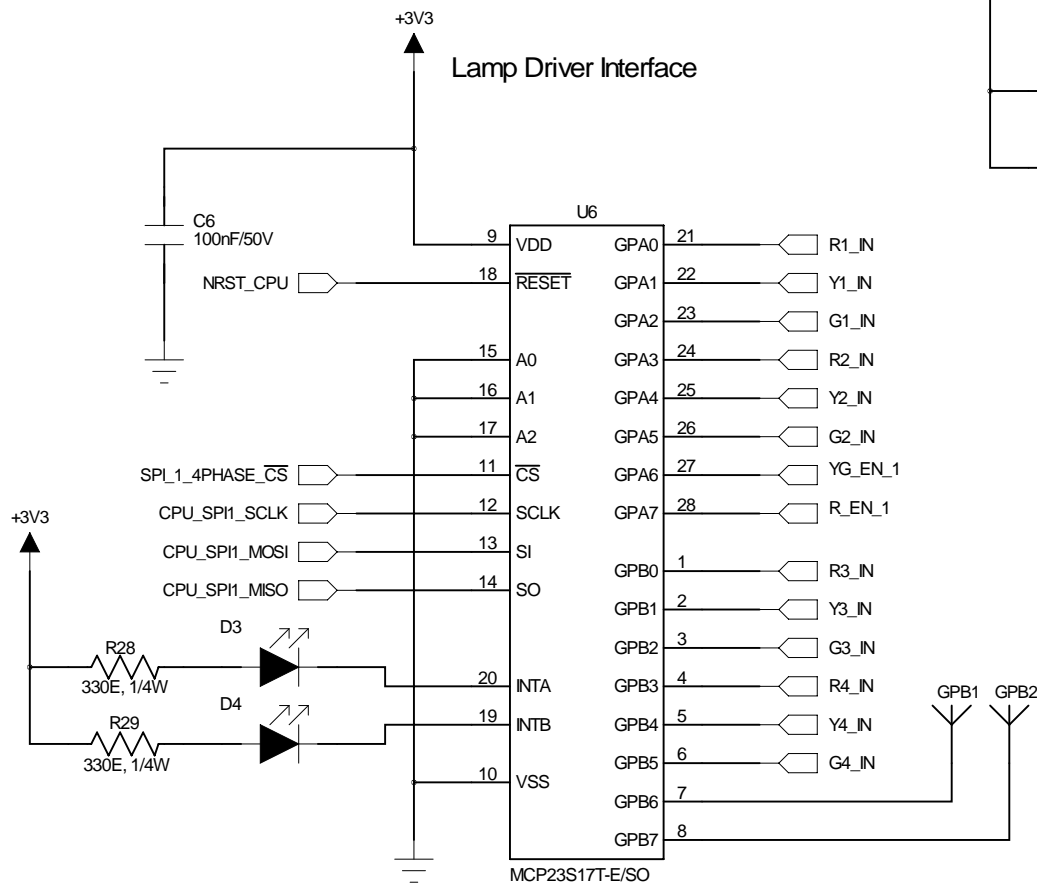 +3V3
Lamp Driver Interface
C6
100nF/50V
U6
9 VDD GPA0 21 R1_IN
NRST_CPU 18 RESET GPA1 22 Y1_IN
GPA2 23 G1_IN
15 A0 GPA3 24 R2_IN
16 A1 GPA4 25 Y2_IN
17 A2 GPA5 26 G2_IN
SPI_1_4PHASE_CS 11 CS GPA6 27 YG_EN_1
CPU_SPI1_SCLK 12 SCLK GPA7 28 R_EN_1
+3V3
CPU_SPI1_MOSI 13 SI
GPB0 1 R3_IN
CPU_SPI1_MISO 14 SO
GPB1 2 Y3_IN
D3
R28
330E, 1/4W
GPB2 3 G3_IN
20 INTA GPB3 4 R4_IN
GPB1 GPB2
D4
R29
330E, 1/4W
19 INTB GPB4 5 Y4_IN
GPB5 6 G4_IN
10 VSS
GPB6 7
GPB7 8
MCP23S17T-E/SO